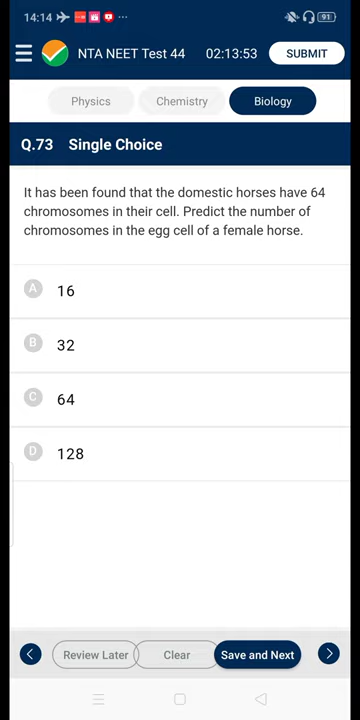 14:14 ... 91
NTA NEET Test 44 02:13:53 SUBMIT
Physics Chemistry Biology
Q.73 Single Choice
It has been found that the domestic horses have 64
chromosomes in their cell. Predict the number of
chromosomes in the egg cell of a female horse.
A 16
B 32
C 64
D 128
Review Later Clear Save and Next